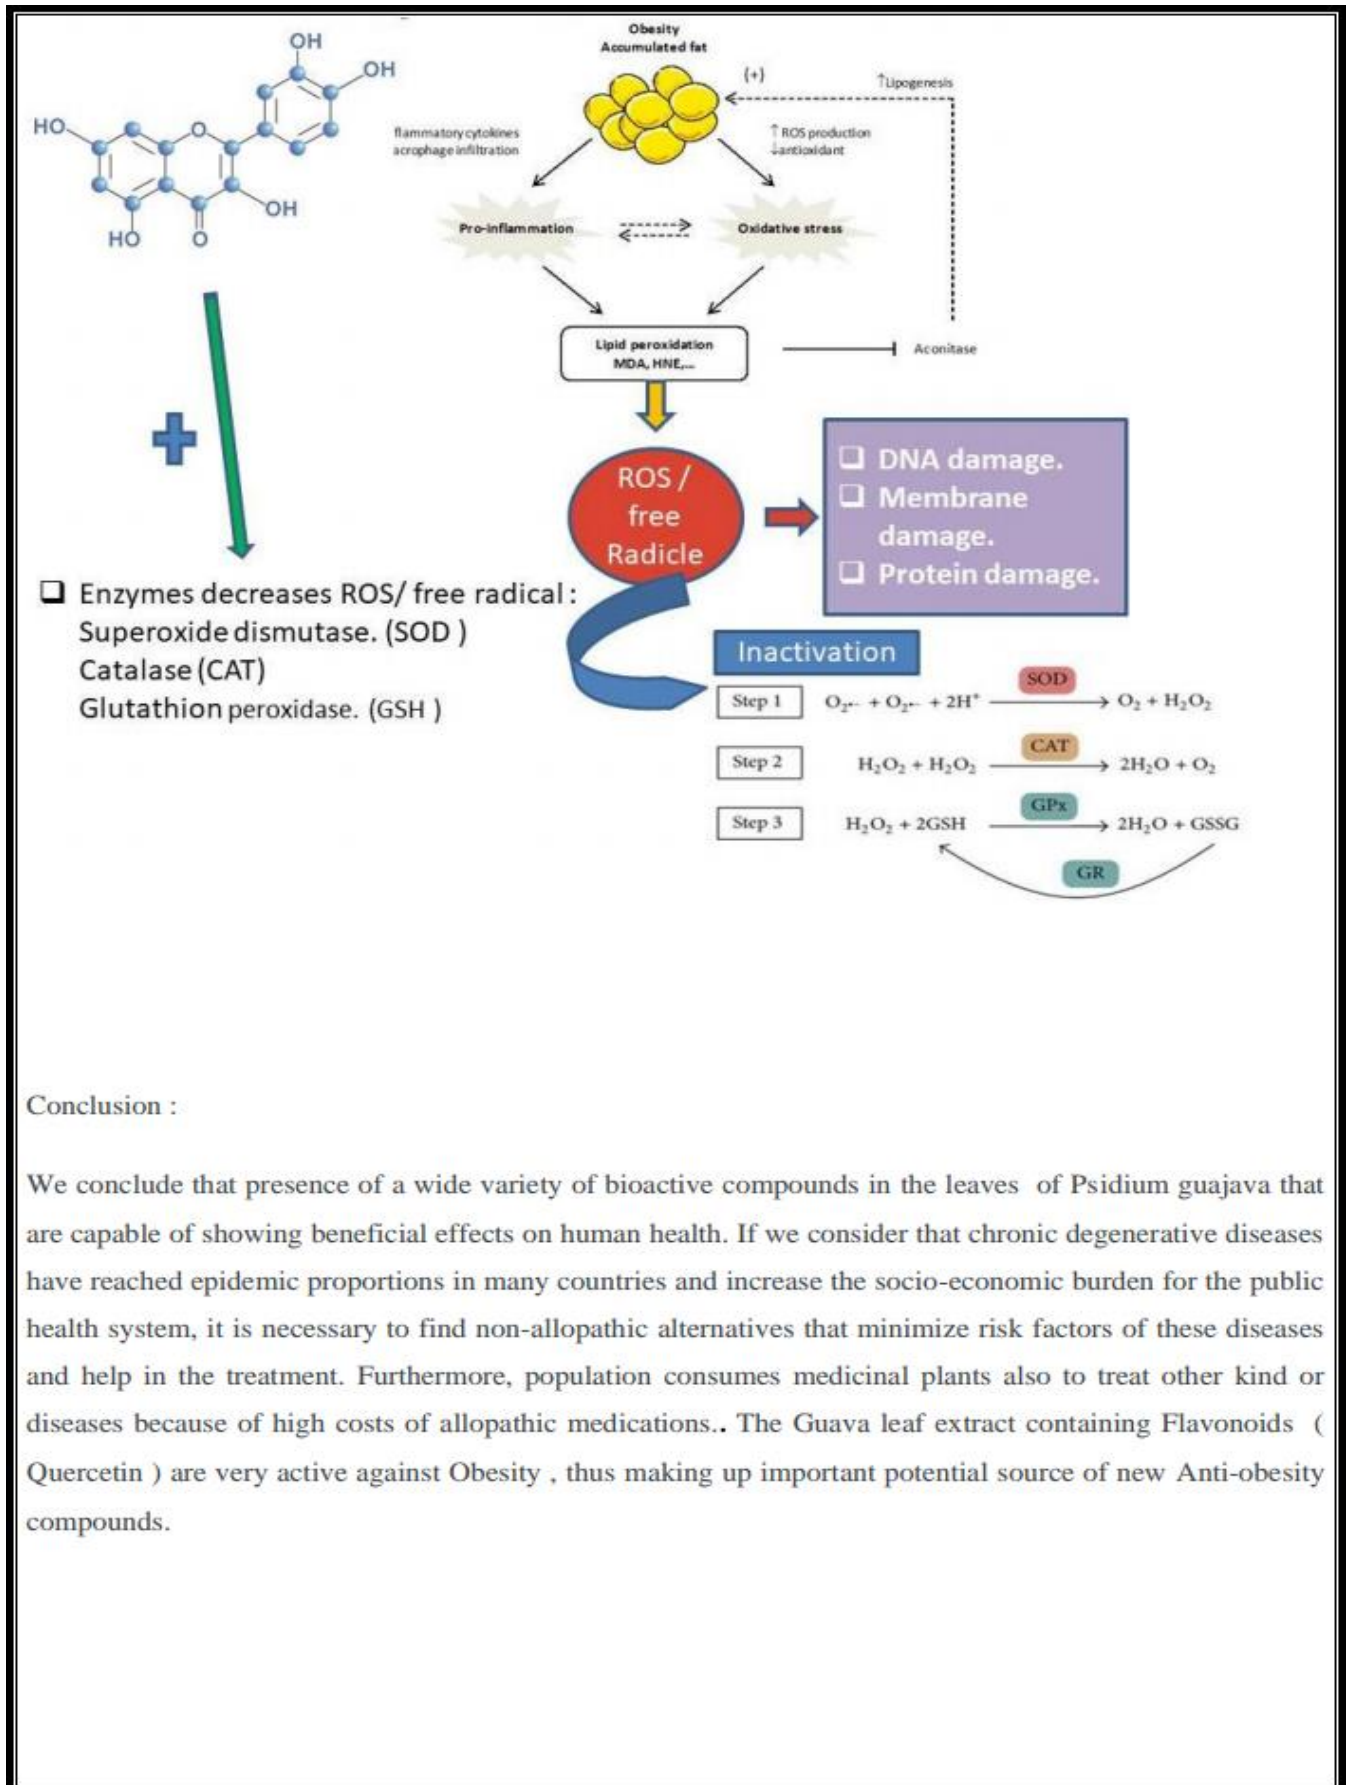 OH
OH
HO
O
OH
HO
O
Obesity
Accumulated fat
(+)
↑Lipogenesis
flammatory cytokines
acrophage infiltration
↑ ROS production
↓antioxidant
Pro-inflammation
Oxidative stress
Lipid peroxidation
MDA, HNE,...
Aconitase
ROS /
free
Radicle
❑ DNA damage.
❑ Membrane
damage.
❑ Protein damage.
❑ Enzymes decreases ROS/ free radical :
Superoxide dismutase. (SOD )
Catalase (CAT)
Glutathion peroxidase. (GSH )
Inactivation
Step 1 O₂•- + O₂•- + 2H⁺ SOD O₂ + H₂O₂
Step 2 H₂O₂ + H₂O₂ CAT 2H₂O + O₂
Step 3 H₂O₂ + 2GSH GPx 2H₂O + GSSG
GR
Conclusion :
We conclude that presence of a wide variety of bioactive compounds in the leaves of Psidium guajava that
are capable of showing beneficial effects on human health. If we consider that chronic degenerative diseases
have reached epidemic proportions in many countries and increase the socio-economic burden for the public
health system, it is necessary to find non-allopathic alternatives that minimize risk factors of these diseases
and help in the treatment. Furthermore, population consumes medicinal plants also to treat other kind or
diseases because of high costs of allopathic medications.. The Guava leaf extract containing Flavonoids (
Quercetin ) are very active against Obesity , thus making up important potential source of new Anti-obesity
compounds.